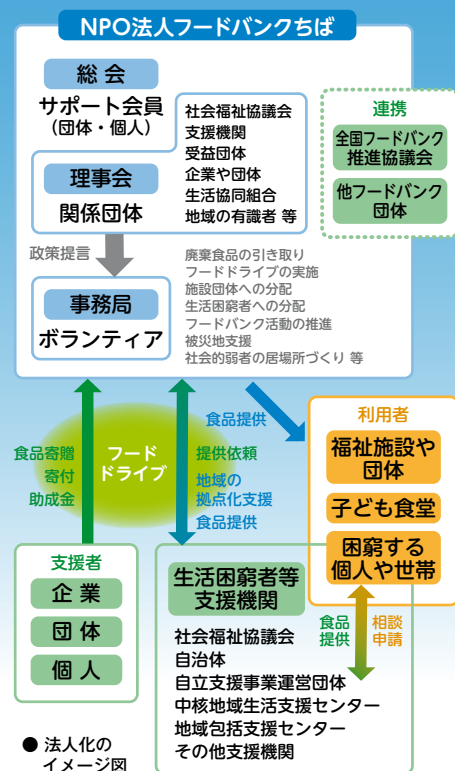 NPO法人フードバンクちば
総 会
サポート会員
(団体・個人)
理事会
関係団体
社会福祉協議会
支援機関
受益団体
企業や団体
生活協同組合
地域の有識者 等
連携
全国フードバンク
推進協議会
他フードバンク
団体
政策提言
事務局
ボランティア
廃棄食品の引き取り
フードドライブの実施
施設団体への分配
生活困窮者への分配
フードバンク活動の推進
被災地支援
社会的弱者の居場所づくり 等
食品寄贈
寄付
助成金
フード
ドライブ
提供依頼
地域の
拠点化支援
食品提供
食品提供
利用者
福祉施設や
団体
子ども食堂
困窮する
個人や世帯
支援者
企 業
団 体
個 人
生活困窮者等
支援機関
社会福祉協議会
自治体
自立支援事業運営団体
中核地域生活支援センター
地域包括支援センター
その他支援機関
食品
提供
相談
申請
● 法人化の
イメージ図